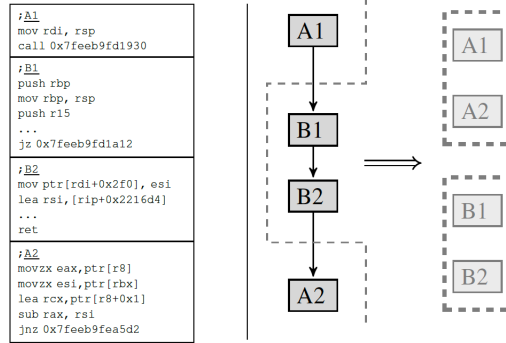 ;A1
mov rdi, rsp
call 0x7feeb9fd1930
;B1
push rbp
mov rbp, rsp
push r15
...
jz 0x7feeb9fd1a12
;B2
mov ptr[rdi+0x2f0], esi
lea rsi,[rip+0x2216d4]
...
ret
;A2
movzx eax,ptr[r8]
movzx esi,ptr[rbx]
lea rcx,ptr[r8+0x1]
sub rax, rsi
jnz 0x7feeb9fea5d2
A1
B1
B2
A2
A1
A2
B1
B2